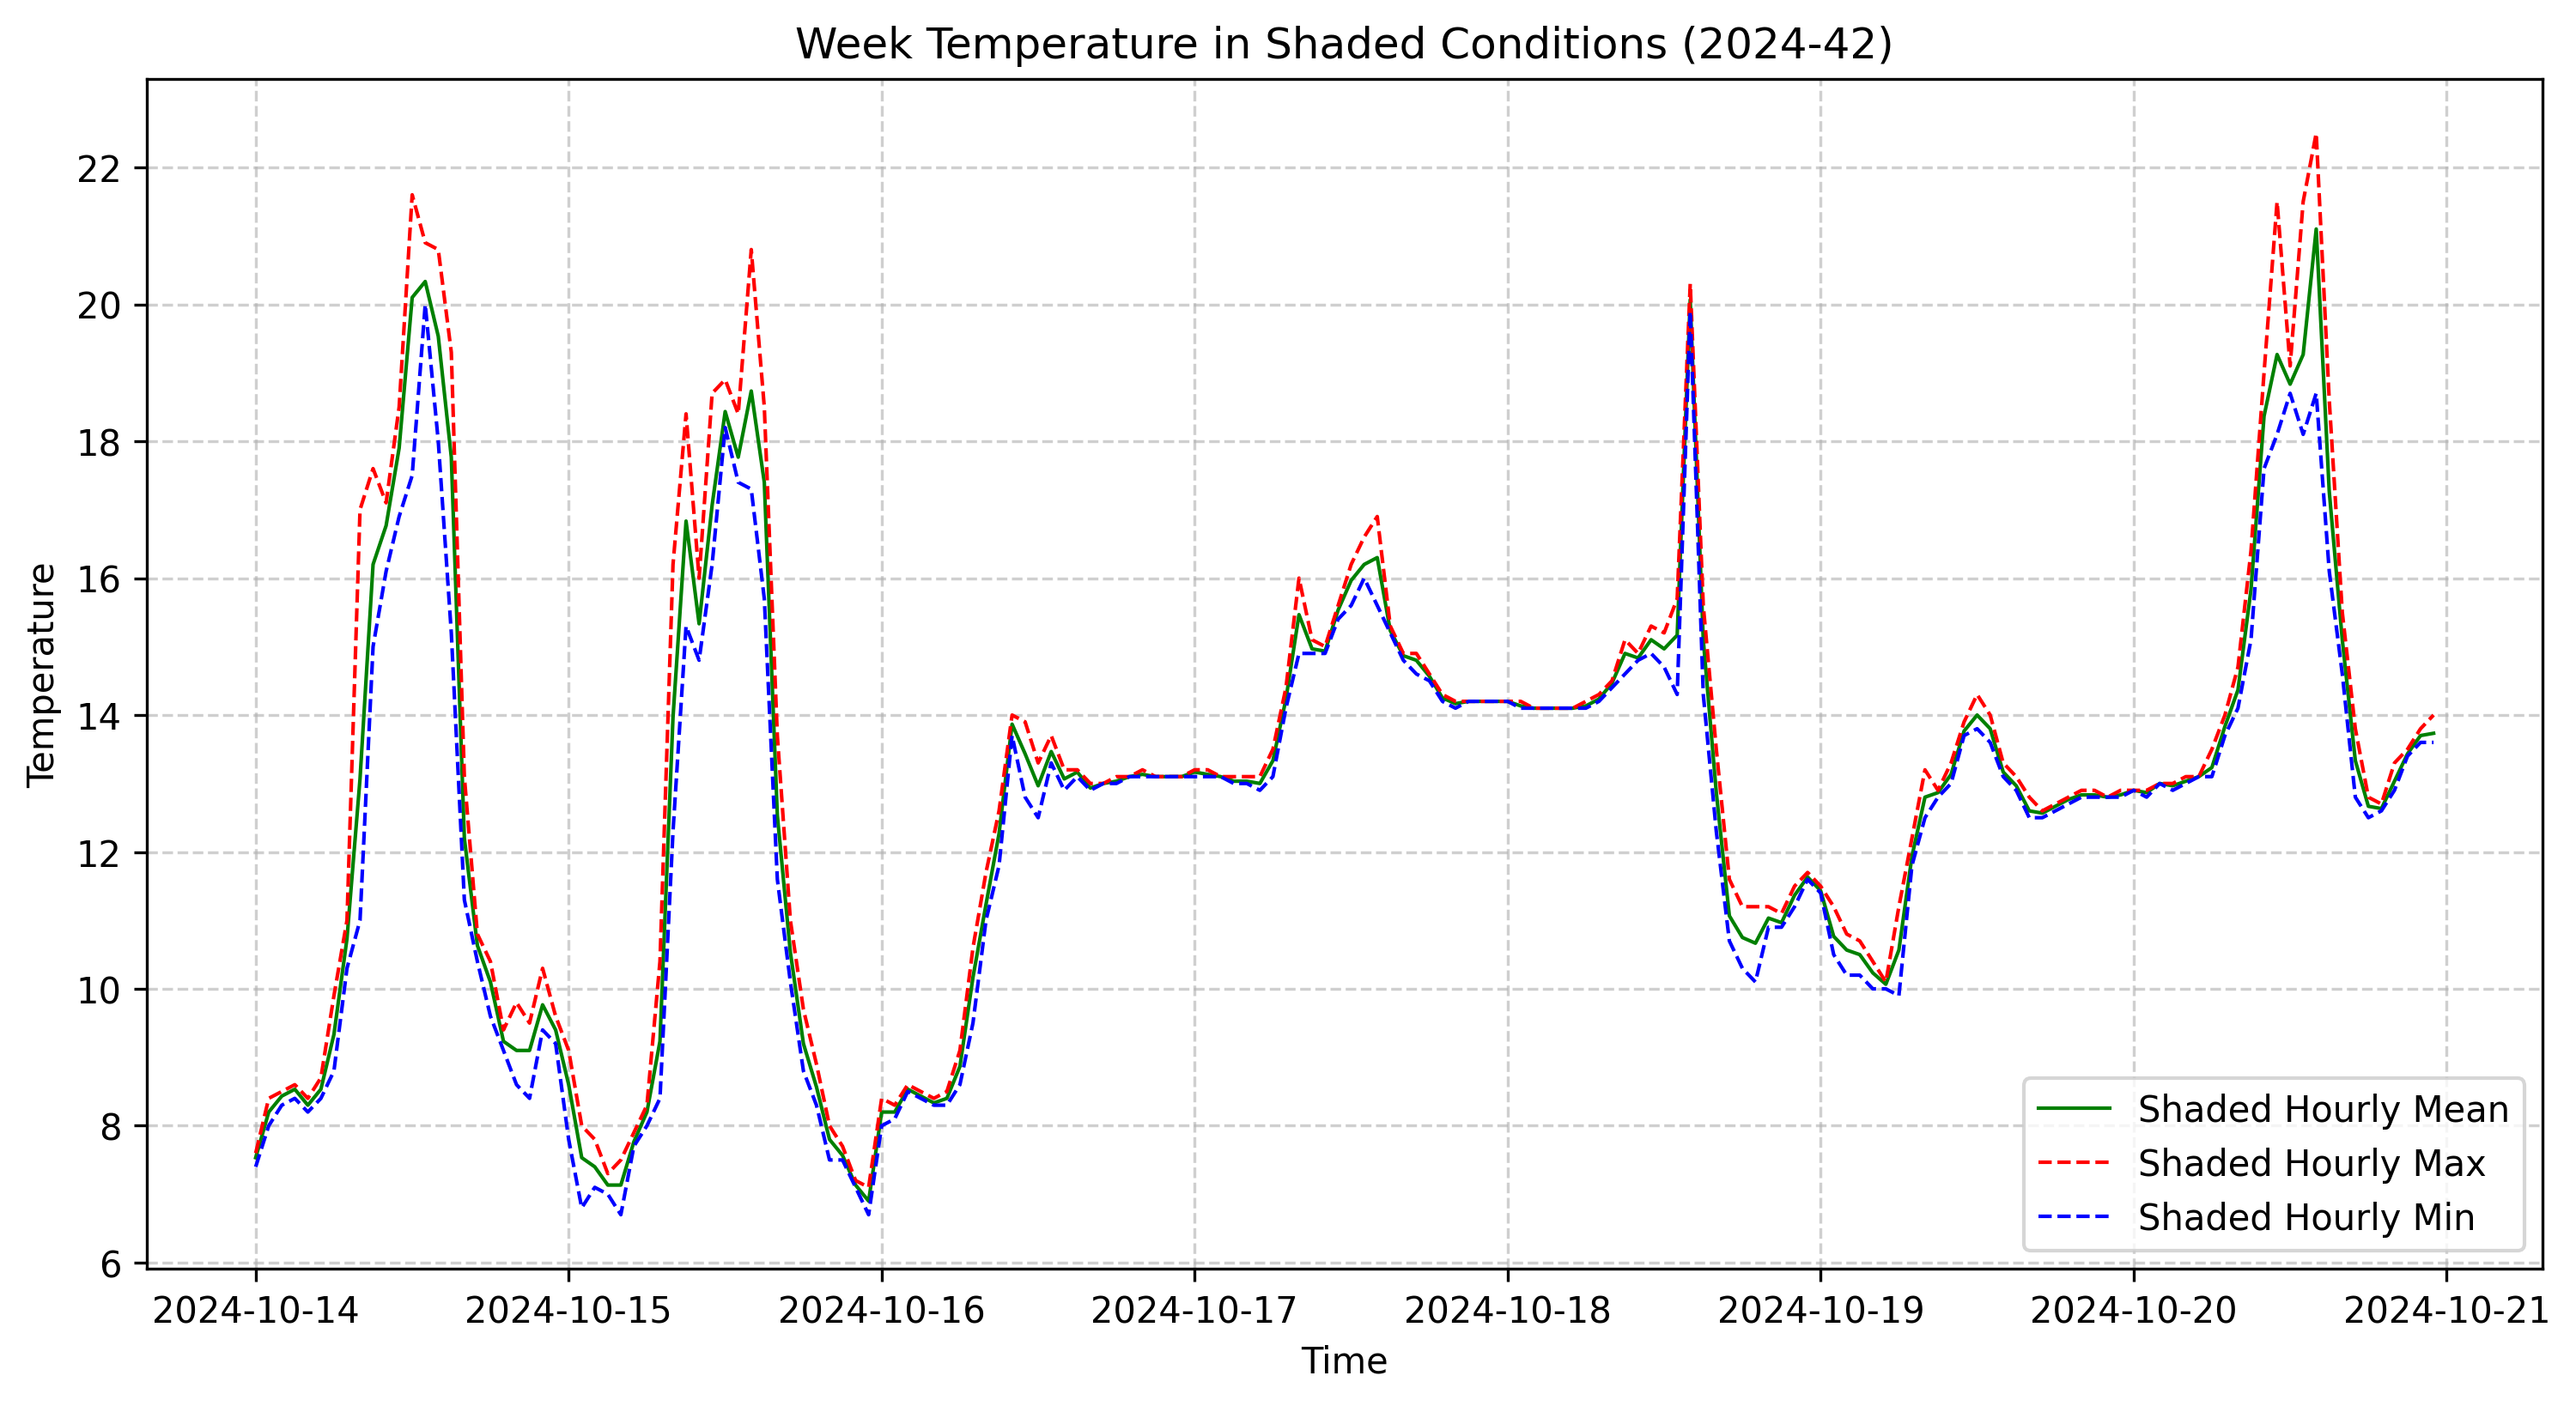 Week Temperature in Shaded Conditions (2024-42)
Temperature
22
20
18
16
14
12
10
8
6
Shaded Hourly Mean
Shaded Hourly Max
Shaded Hourly Min
2024-10-14 2024-10-15 2024-10-16 2024-10-17 2024-10-18 2024-10-19 2024-10-20 2024-10-21
Time